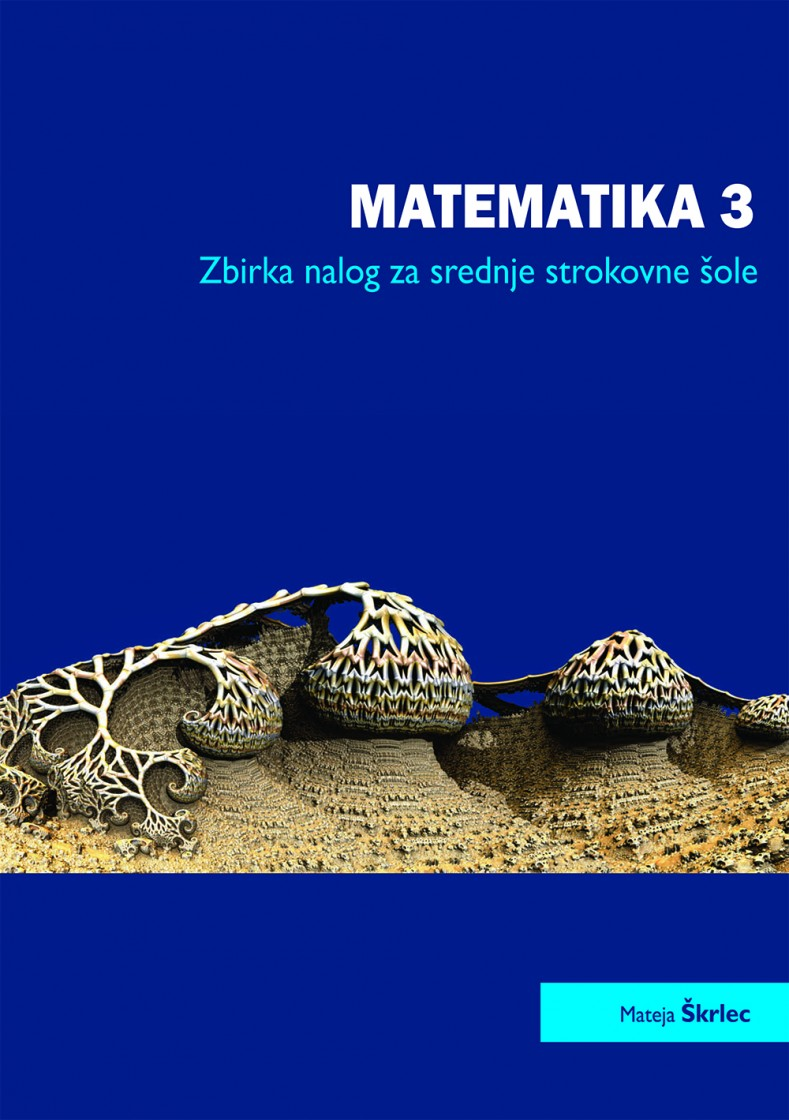 MATEMATIKA 3
Zbirka nalog za srednje strokovne šole
Mateja Škrlec